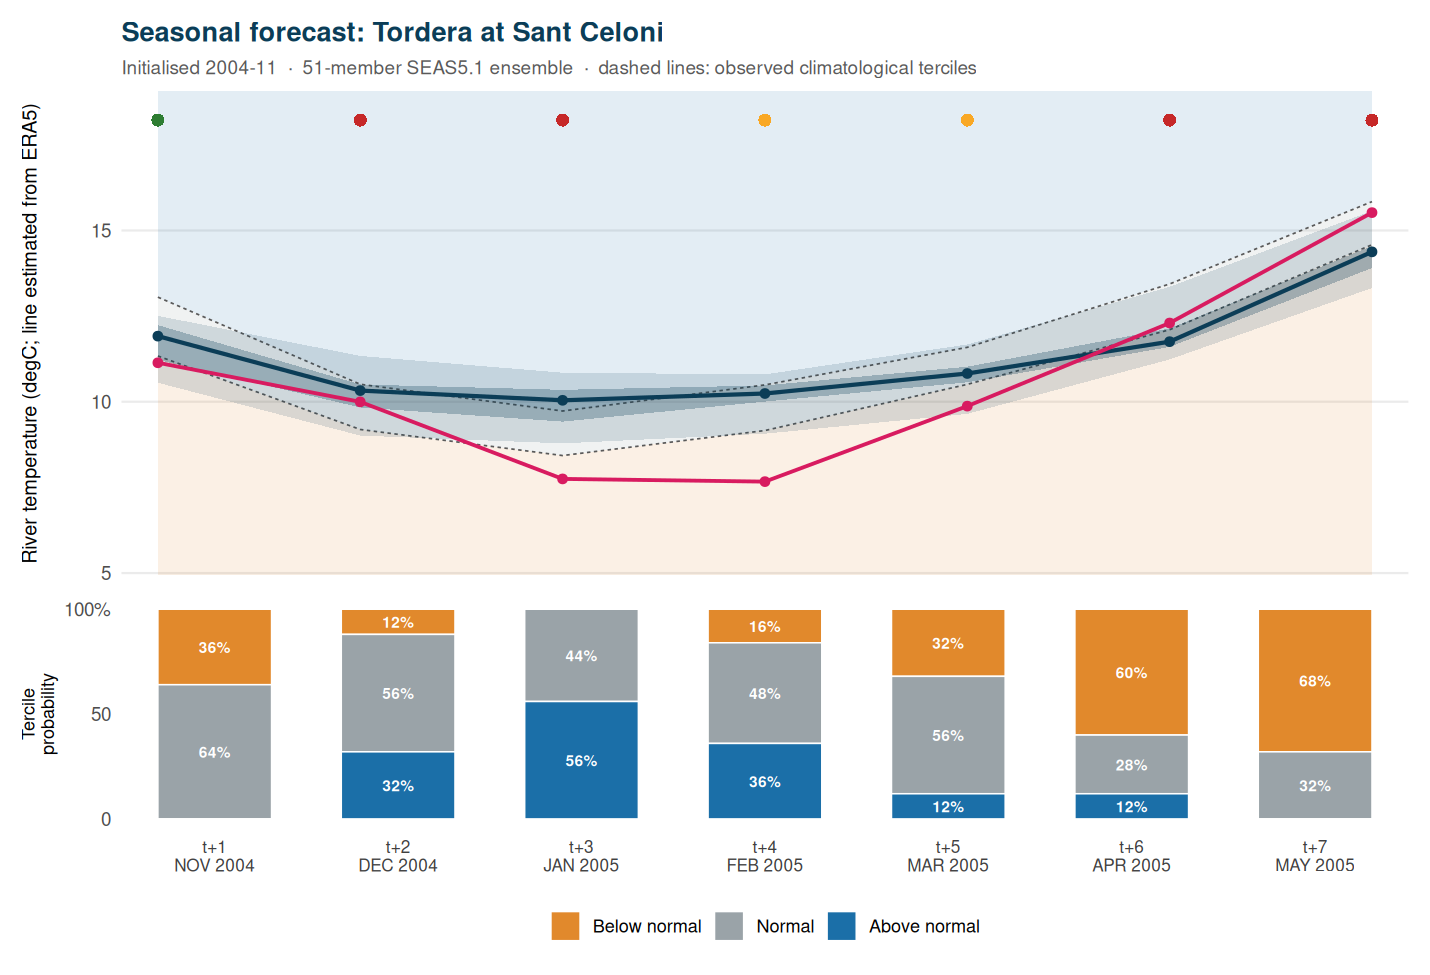 Seasonal forecast: Tordera at Sant Celoni
Initialised 2004-11 · 51-member SEAS5.1 ensemble · dashed lines: observed climatological terciles
River temperature (degC; line estimated from ERA5)
15
10
5
Tercile
probability
100%
50
0
36%
64%
12%
56%
32%
44%
56%
16%
48%
36%
32%
56%
12%
60%
28%
12%
68%
32%
t+1
NOV 2004
t+2
DEC 2004
t+3
JAN 2005
t+4
FEB 2005
t+5
MAR 2005
t+6
APR 2005
t+7
MAY 2005
Below normal
Normal
Above normal